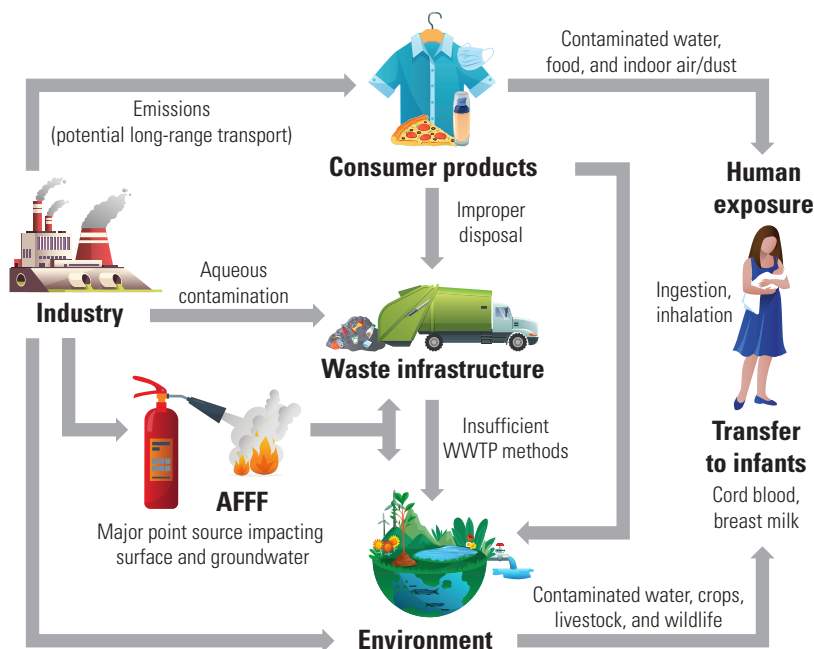 Contaminated water,
food, and indoor air/dust
Emissions
(potential long-range transport)
Consumer products
Human
exposure
Improper
disposal
Aqueous
contamination
Ingestion,
inhalation
Industry
Waste infrastructure
Insufficient
WWTP methods
Transfer
to infants
Cord blood,
breast milk
AFFF
Major point source impacting
surface and groundwater
Contaminated water, crops,
livestock, and wildlife
Environment